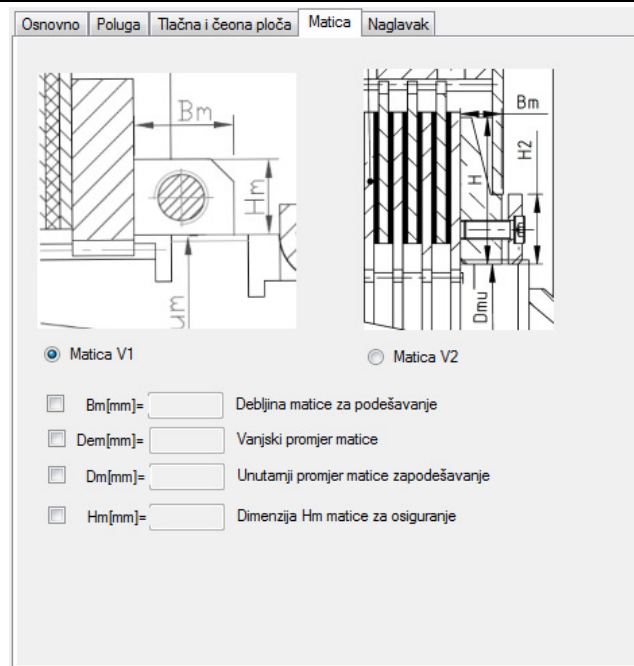 Osnovno Poluga Tlačna i čeona ploča Matica Naglavak
Bm
Hm
um
Bm
H2
H
Dmu
Matica V1 Matica V2
Bm[mm]= Debljina matice za podešavanje
Dem[mm]= Vanjski promjer matice
Dm[mm]= Unutarnji promjer matice zapodešavanje
Hm[mm]= Dimenzija Hm matice za osiguranje